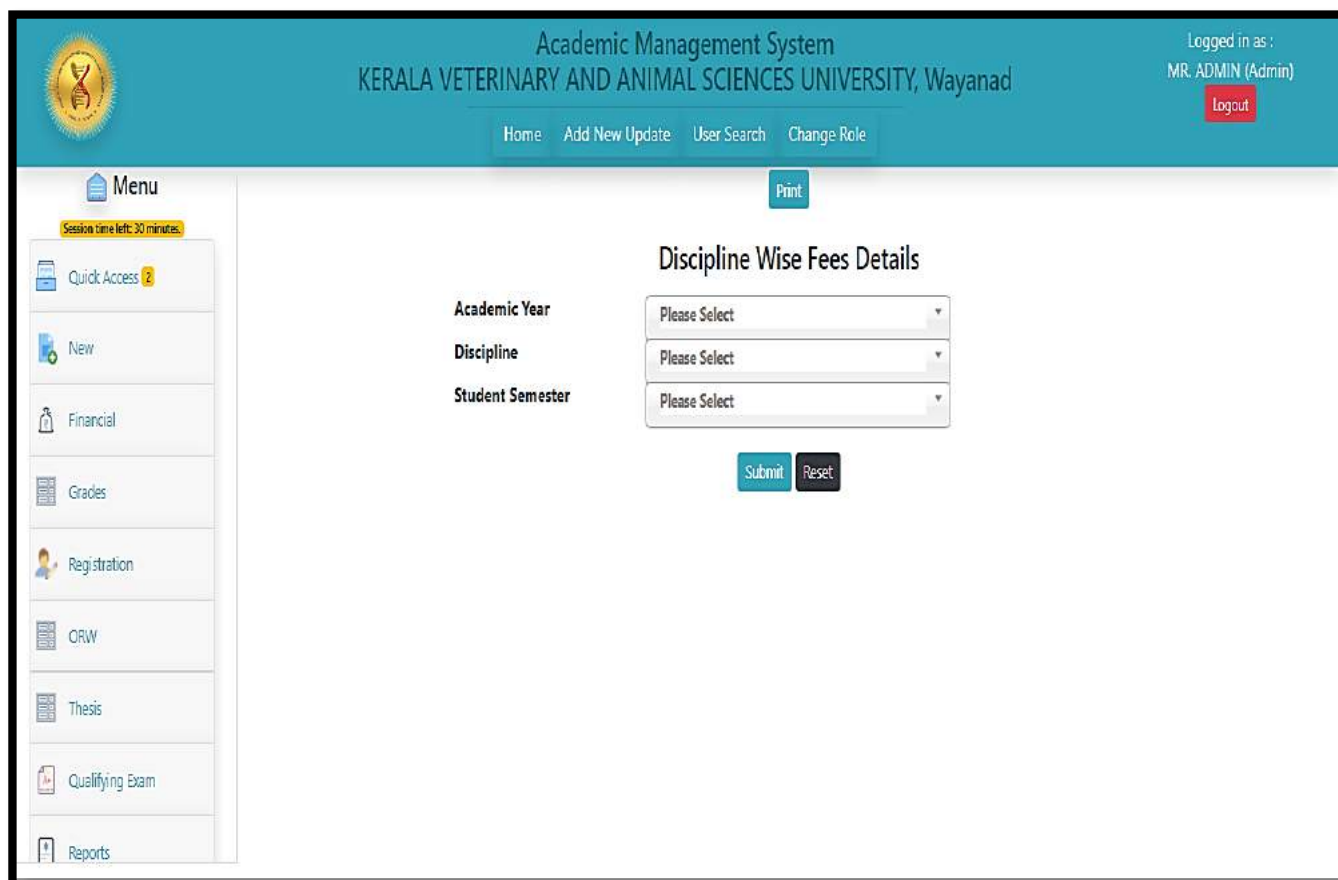 Academic Management System
KERALA VETERINARY AND ANIMAL SCIENCES UNIVERSITY, Wayanad
Home Add New Update User Search Change Role
Logged in as :
MR. ADMIN (Admin)
Logout
Menu
Session time left: 30 minutes.
Quick Access 2
New
Financial
Grades
Registration
ORW
Thesis
Qualifying Exam
Reports
Print
Discipline Wise Fees Details
Academic Year Please Select
Discipline Please Select
Student Semester Please Select
Submit Reset